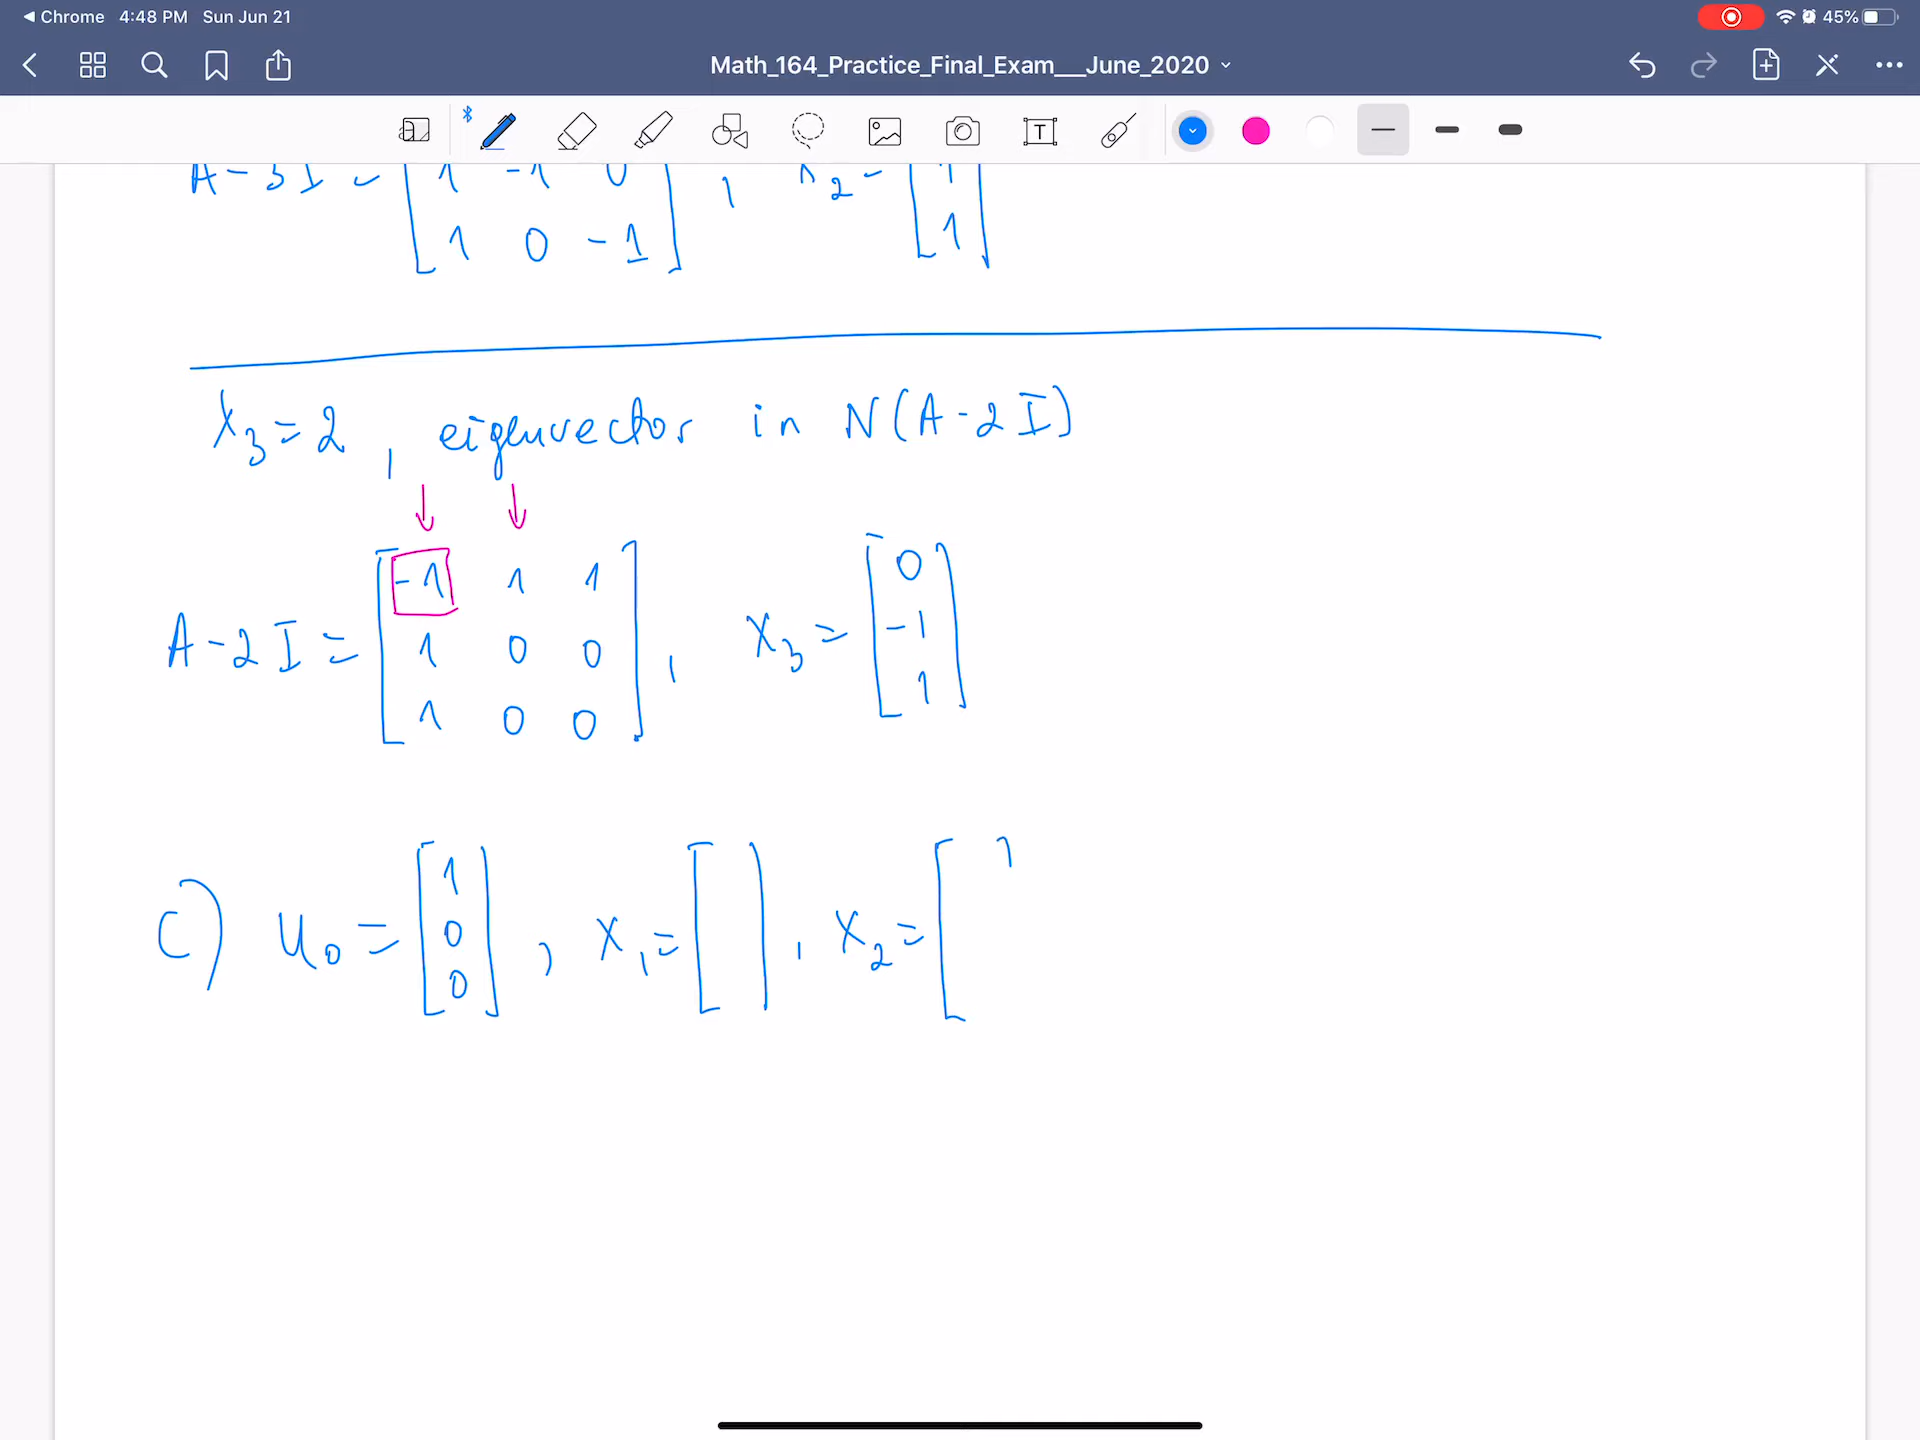 Chrome 4:48 PM Sun Jun 21 45%
Math_164_Practice_Final_Exam___June_2020
T
A - 3I = [ 1 -1 0 ; 1 0 -1 ] , x₂ = [ 1 ; 1 ]
λ₃ = 2 , eigenvector in N(A - 2I)
A - 2I = [ -1 1 1 ; 1 0 0 ; 1 0 0 ] , x₃ = [ 0 ; -1 ; 1 ]
c) u₀ = [ 1 ; 0 ; 0 ] , x₁ = [ ] , x₂ = [